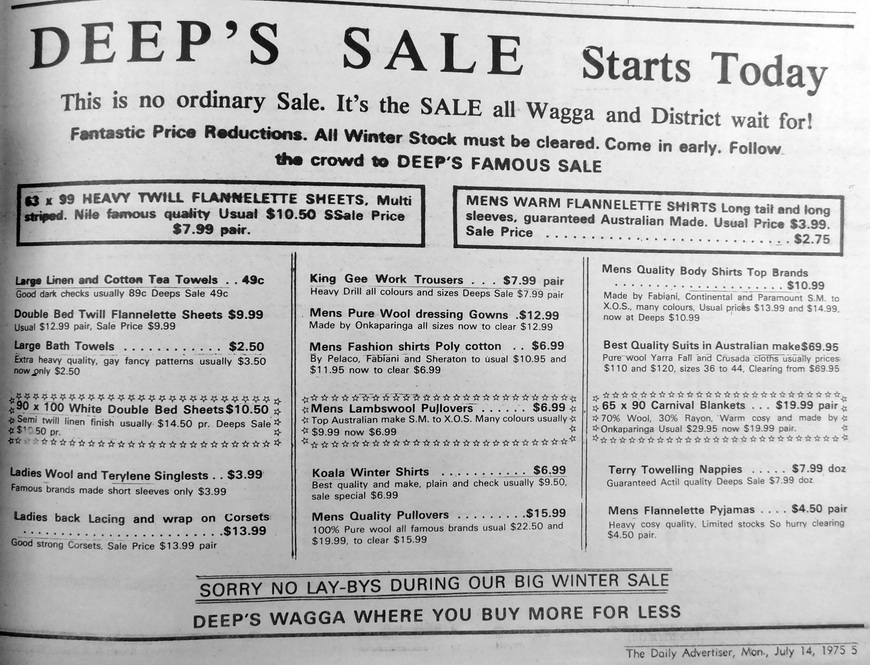 DEEP'S SALE Starts Today
This is no ordinary Sale. It's the SALE all Wagga and District wait for!
Fantastic Price Reductions. All Winter Stock must be cleared. Come in early. Follow
the crowd to DEEP'S FAMOUS SALE
63 x 99 HEAVY TWILL FLANNELETTE SHEETS, Multi
striped. Nile famous quality Usual $10.50 SSale Price
$7.99 pair.
MENS WARM FLANNELETTE SHIRTS Long tail and long
sleeves, guaranteed Australian Made. Usual Price $3.99.
Sale Price . . . . . . . . . . . . . . . . . . . . . . . . . . . $2.75
Large Linen and Cotton Tea Towels . . 49c
Good dark checks usually 89c Deeps Sale 49c
Double Bed Twill Flannelette Sheets $9.99
Usual $12.99 pair, Sale Price $9.99
Large Bath Towels . . . . . . . . . . . $2.50
Extra heavy quality, gay fancy patterns usually $3.50
now only $2.50
90 x 100 White Double Bed Sheets $10.50
Semi twill linen finish usually $14.50 pr. Deeps Sale
$10.50 pr.
Ladies Wool and Terylene Singlests . . $3.99
Famous brands made short sleeves only $3.99
Ladies back Lacing and wrap on Corsets
. . . . . . . . . . . . . . . . . . . . . . . . .$13.99
Good strong Corsets, Sale Price $13.99 pair
King Gee Work Trousers . . . $7.99 pair
Heavy Drill all colours and sizes Deeps Sale $7.99 pair
Mens Pure Wool dressing Gowns .$12.99
Made by Onkaparinga all sizes now to clear $12.99
Mens Fashion shirts Poly cotton . . $6.99
By Pelaco, Fabiani and Sheraton to usual $10.95 and
$11.95 now to clear $6.99
Mens Lambswool Pullovers . . . . . . $6.99
Top Australian make S.M. to X.O.S. Many colours usually
$9.99 now $6.99
Koala Winter Shirts . . . . . . . . . $6.99
Best quality and make, plain and check usually $9.50,
sale special $6.99
Mens Quality Pullovers . . . . . . . . .$15.99
100% Pure wool all famous brands usual $22.50 and
$19.99, to clear $15.99
Mens Quality Body Shirts Top Brands
. . . . . . . . . . . . . . . . . . . . . . $10.99
Made by Fabiani, Continental and Paramount S.M. to
X.O.S., many colours, Usual prices $13.99 and $14.99,
now at Deeps $10.99
Best Quality Suits in Australian make$69.95
Pure wool Yarra Fall and Crusada cloths usually prices
$110 and $120, sizes 36 to 44, Clearing from $69.95
65 x 90 Carnival Blankets . . . $19.99 pair
70% Wool, 30% Rayon, Warm cosy and made by
Onkaparinga Usual $29.95 now $19.99 pair.
Terry Towelling Nappies . . . . . $7.99 doz
Guaranteed Actil quality Deeps Sale $7.99 doz
Mens Flannelette Pyjamas . . . . $4.50 pair
Heavy cosy quality, Limited stocks So hurry clearing
$4.50 pair.
SORRY NO LAY-BYS DURING OUR BIG WINTER SALE
DEEP'S WAGGA WHERE YOU BUY MORE FOR LESS
The Daily Advertiser, Mon., July 14, 1975 5